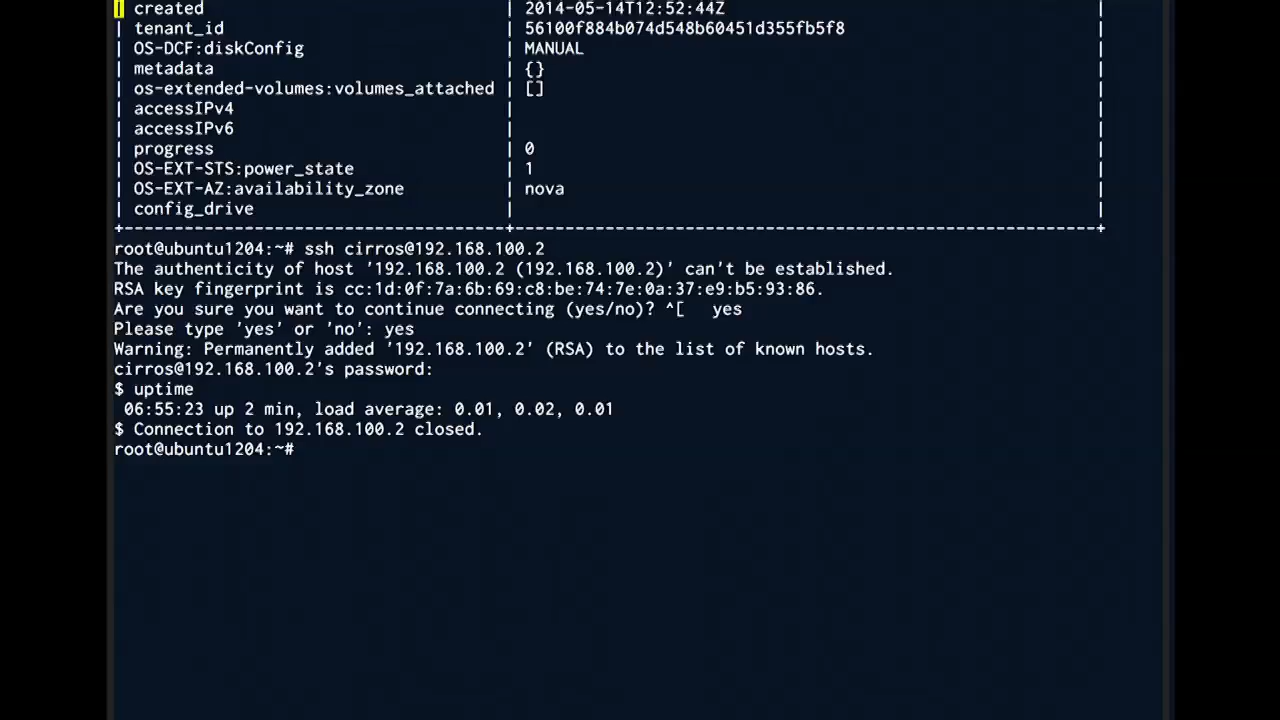 | created | 2014-05-14T12:52:44Z |
| tenant_id | 56100f884b074d548b60451d355fb5f8 |
| OS-DCF:diskConfig | MANUAL |
| metadata | {} |
| os-extended-volumes:volumes_attached | [] |
| accessIPv4 | |
| accessIPv6 | |
| progress | 0 |
| OS-EXT-STS:power_state | 1 |
| OS-EXT-AZ:availability_zone | nova |
| config_drive | |
+--------------------------------------+----------------------------------------------------------+
root@ubuntu1204:~# ssh cirros@192.168.100.2
The authenticity of host '192.168.100.2 (192.168.100.2)' can't be established.
RSA key fingerprint is cc:1d:0f:7a:6b:69:c8:be:74:7e:0a:37:e9:b5:93:86.
Are you sure you want to continue connecting (yes/no)? ^[   yes
Please type 'yes' or 'no': yes
Warning: Permanently added '192.168.100.2' (RSA) to the list of known hosts.
cirros@192.168.100.2's password:
$ uptime
 06:55:23 up 2 min, load average: 0.01, 0.02, 0.01
$ Connection to 192.168.100.2 closed.
root@ubuntu1204:~#